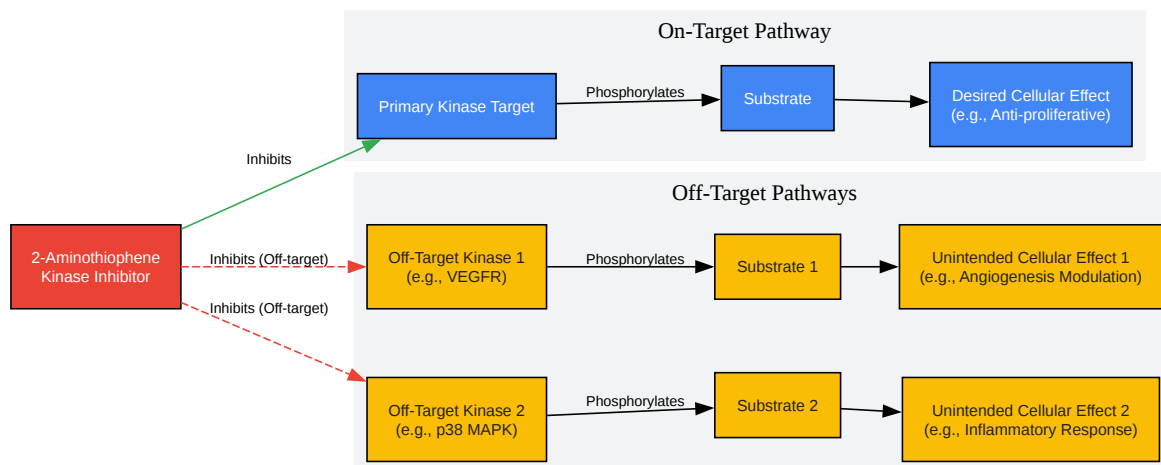 On-Target Pathway
Primary Kinase Target
Phosphorylates
Substrate
Desired Cellular Effect
(e.g., Anti-proliferative)
Inhibits
Off-Target Pathways
2-Aminothiophene
Kinase Inhibitor
Inhibits (Off-target)
Off-Target Kinase 1
(e.g., VEGFR)
Phosphorylates
Substrate 1
Unintended Cellular Effect 1
(e.g., Angiogenesis Modulation)
Inhibits (Off-target)
Off-Target Kinase 2
(e.g., p38 MAPK)
Phosphorylates
Substrate 2
Unintended Cellular Effect 2
(e.g., Inflammatory Response)